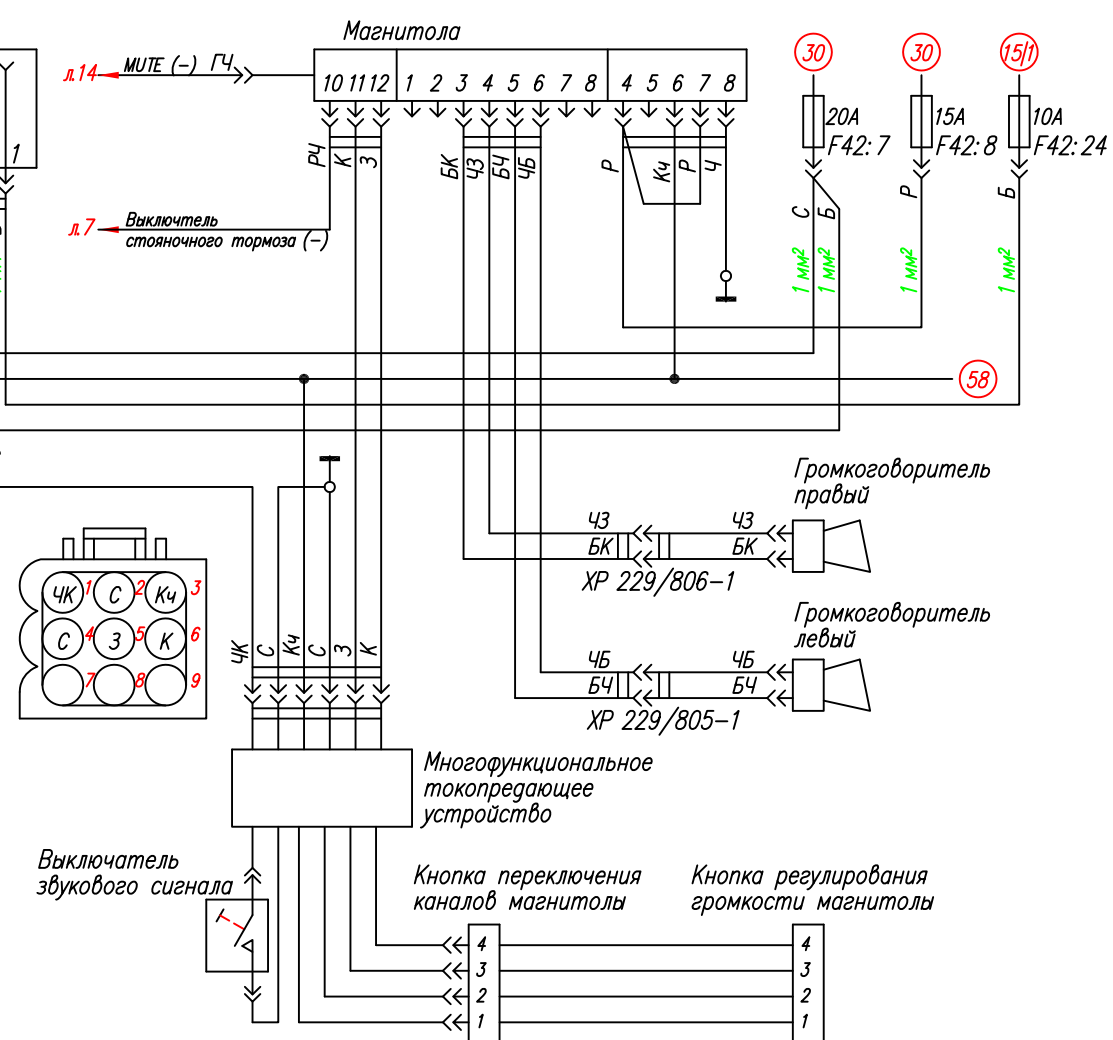 Магнитола
л.14
MUTE (-) ГЧ
10 11 12 1 2 3 4 5 6 7 8 4 5 6 7 8
30
30
15/1
20А
F42:7
15А
F42:8
10А
F42:24
1
РЧ К З БК ЧЗ БЧ ЧБ Р Кч Р Ч
С Б Р Б
1 мм² 1 мм² 1 мм² 1 мм²
л.7
Выключтель
стояночного тормоза (-)
58
Громкоговоритель
правый
ЧЗ ЧЗ
БК БК
ХР 229/806-1
Громкоговоритель
левый
ЧБ ЧБ
БЧ БЧ
ХР 229/805-1
ЧК 1 С 2 Кч 3
С 4 З 5 К 6
7 8 9
ЧК С Кч С З К
Многофункциональное
токопредающее
устройство
Выключатель
звукового сигнала
Кнопка переключения
каналов магнитолы
Кнопка регулирования
громкости магнитолы
4 4
3 3
2 2
1 1